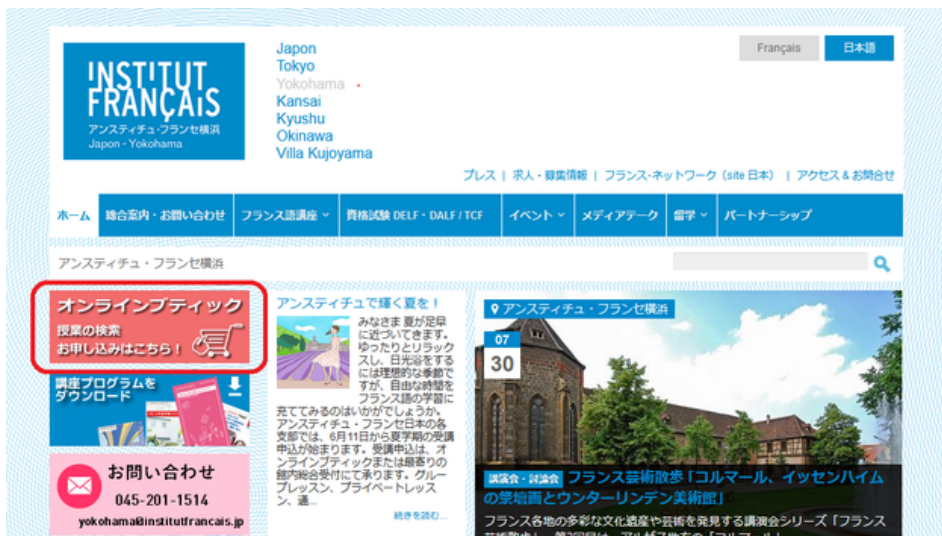 INSTITUT
FRANÇAIS
アンスティチュ・フランセ横浜
Japon - Yokohama
Japon
Tokyo
Yokohama
Kansai
Kyushu
Okinawa
Villa Kujoyama
Français
日本語
プレス | 求人・募集情報 | フランス・ネットワーク (site 日本) | アクセス & お問合せ
ホーム
総合案内・お問い合わせ
フランス語講座
資格試験 DELF・DALF / TCF
イベント
メディアテーク
留学
パートナーシップ
アンスティチュ・フランセ横浜
オンラインブティック
授業の検索
お申し込みはこちら！
講座プログラムを
ダウンロード
お問い合わせ
045-201-1514
yokohama@institutfrancais.jp
アンスティチュで輝く夏を！
みなさま 夏が足早
に近づいてきます。
ゆったりとリラック
スし、日光浴をする
には理想的な季節で
すが、自由な時間を
フランス語の学習に
充ててみるのはいかがでしょうか。
アンスティチュ・フランセ日本の各
支部では、6月11日から夏学期の受講
申込が始まります。受講申込は、オ
ンラインブティックまたは最寄りの
館内総合受付にて承ります。グルー
プレッスン、プライベートレッス
ン、通...
続きを読む...
アンスティチュ・フランセ横浜
07
30
講演会・討論会 フランス芸術散歩「コルマール、イッセンハイム
の祭壇画とウンターリンデン美術館」
フランス各地の多彩な文化遺産や芸術を発見する講演会シリーズ「フランス